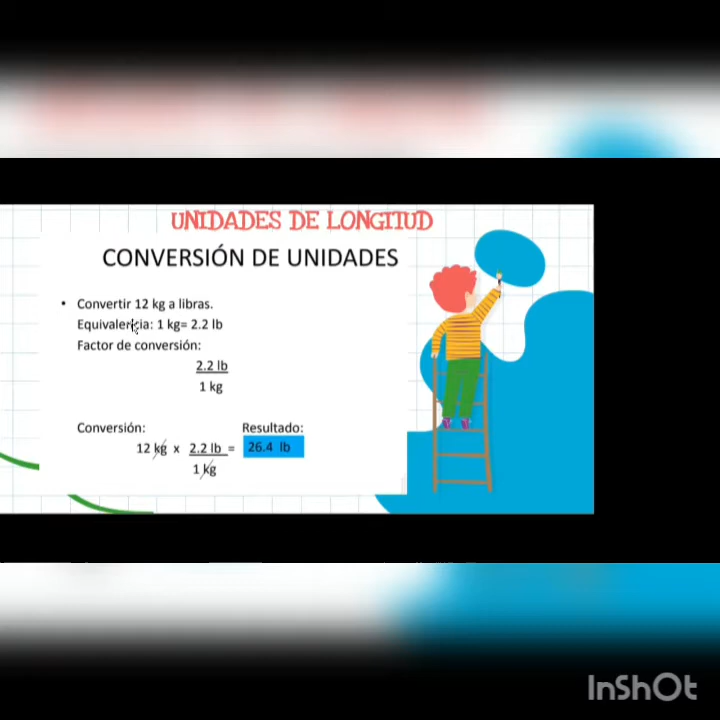 UNIDADES DE LONGITUD
CONVERSIÓN DE UNIDADES
• Convertir 12 kg a libras.
Equivalencia: 1 kg= 2.2 lb
Factor de conversión:
2.2 lb
1 kg
Conversión: Resultado:
12 kg x 2.2 lb = 26.4 lb
1 kg
InShOt